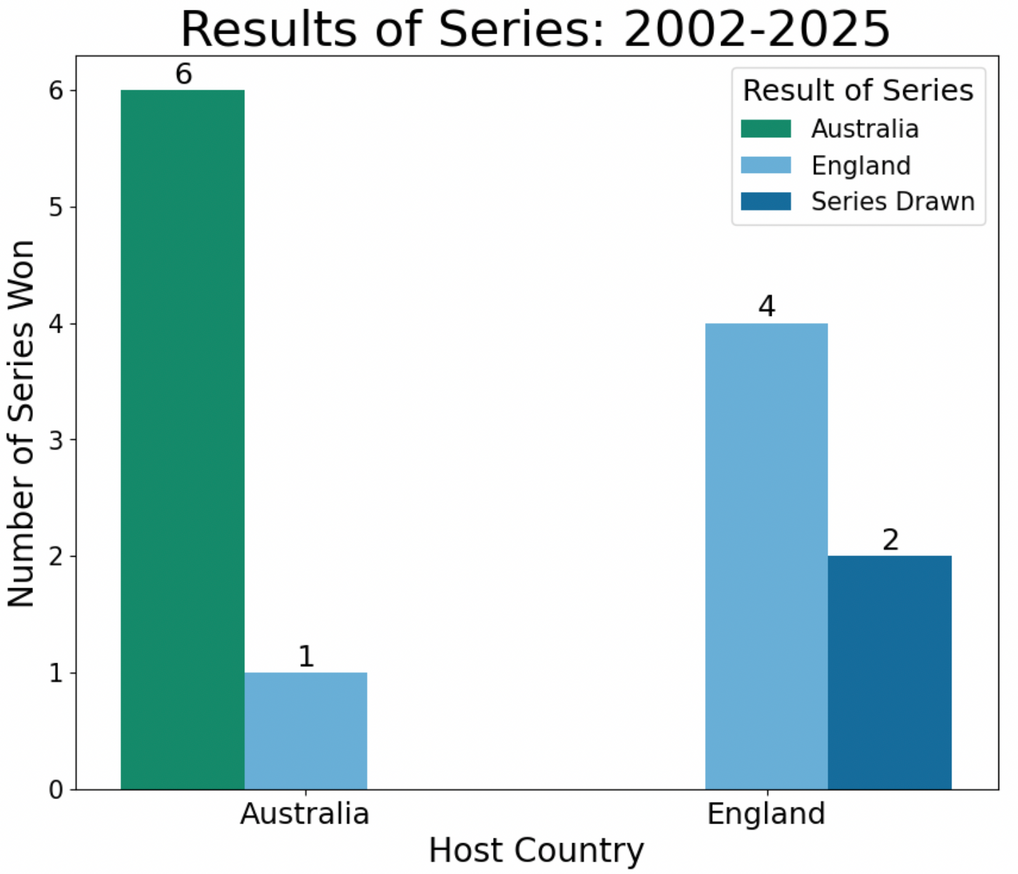 Results of Series: 2002-2025
Number of Series Won
6
5
4
3
2
1
0
6
1
4
2
Result of Series
Australia
England
Series Drawn
Australia
England
Host Country